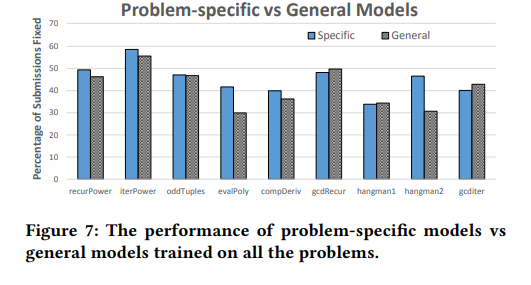 Problem-specific vs General Models
Percentage of Submissions Fixed
70
60
50
40
30
20
10
0
Specific
General
recurPower iterPower oddTuples evalPoly compDeriv gcdRecur hangman1 hangman2 gcditer
Figure 7: The performance of problem-specific models vs
general models trained on all the problems.